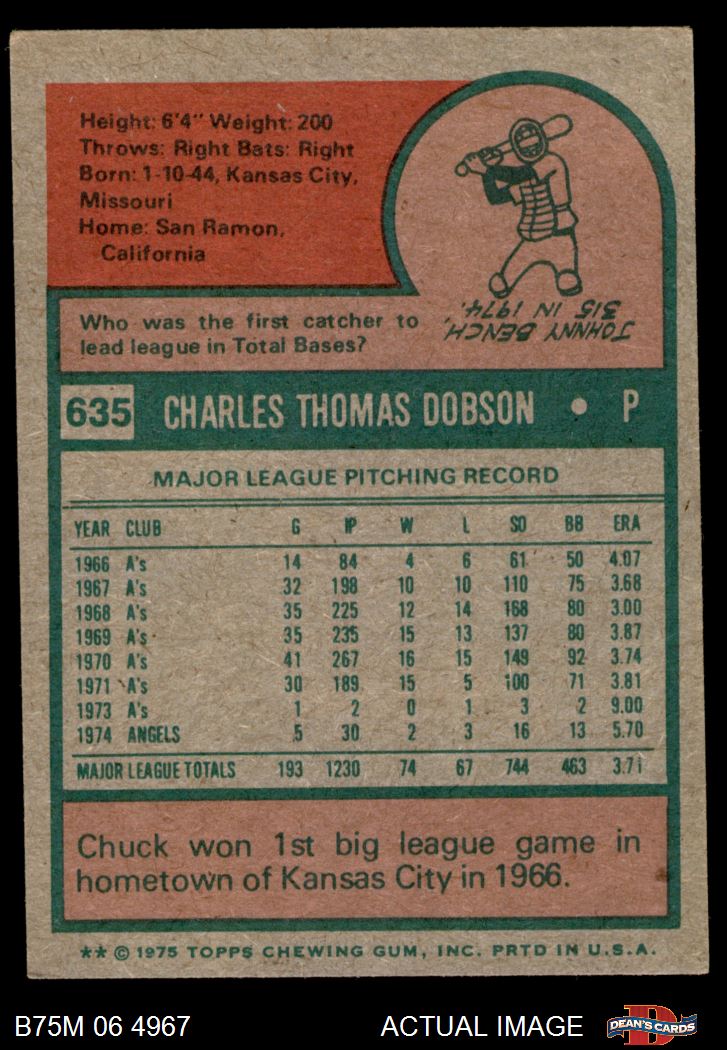 Height: 6'4" Weight: 200
Throws: Right Bats: Right
Born: 1-10-44, Kansas City,
Missouri
Home: San Ramon,
California
Who was the first catcher to
lead league in Total Bases?
JOHNNY BENCH,
315 IN 1974.
635 CHARLES THOMAS DOBSON • P
MAJOR LEAGUE PITCHING RECORD
YEAR CLUB G IP W L SO BB ERA
1966 A's 14 84 4 6 61 50 4.07
1967 A's 32 198 10 10 110 75 3.68
1968 A's 35 225 12 14 168 80 3.00
1969 A's 35 235 15 13 137 80 3.87
1970 A's 41 267 16 15 149 92 3.74
1971 A's 30 189 15 5 100 71 3.81
1973 A's 1 2 0 1 3 2 9.00
1974 ANGELS 5 30 2 3 16 13 5.70
MAJOR LEAGUE TOTALS 193 1230 74 67 744 463 3.71
Chuck won 1st big league game in
hometown of Kansas City in 1966.
** © 1975 TOPPS CHEWING GUM, INC. PRTD IN U.S.A.
B75M 06 4967 ACTUAL IMAGE DEAN'S CARDS